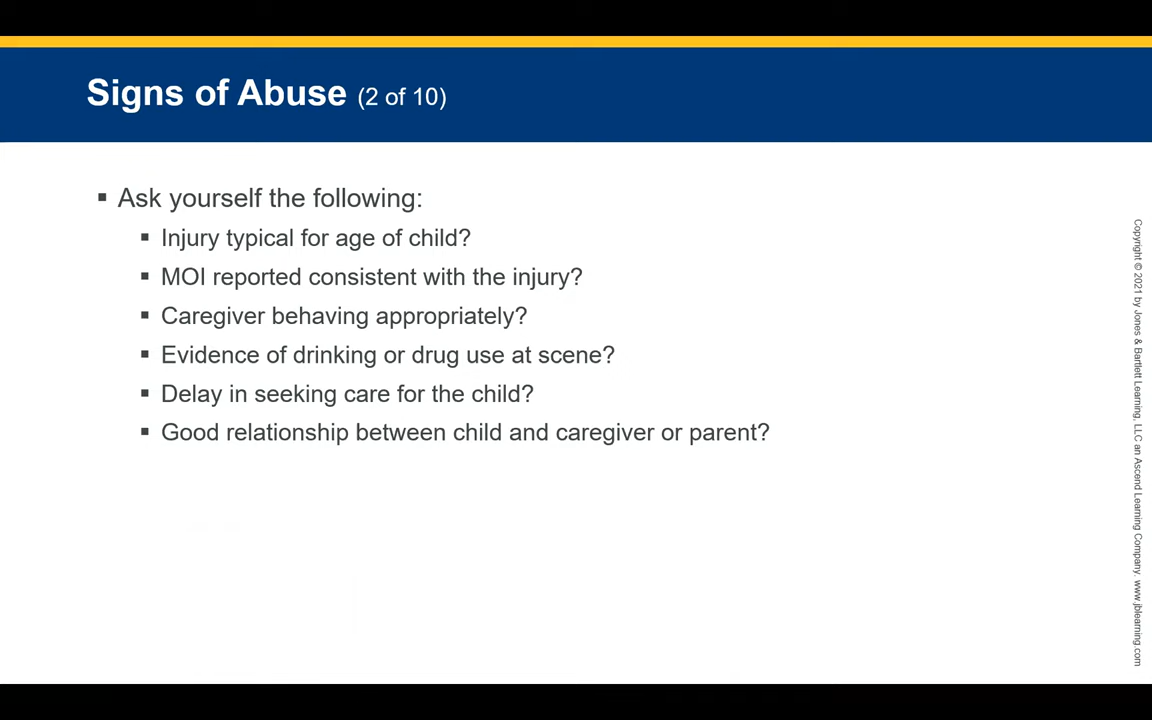 Signs of Abuse (2 of 10)
▪ Ask yourself the following:
▪ Injury typical for age of child?
▪ MOI reported consistent with the injury?
▪ Caregiver behaving appropriately?
▪ Evidence of drinking or drug use at scene?
▪ Delay in seeking care for the child?
▪ Good relationship between child and caregiver or parent?
Copyright © 2021 by Jones & Bartlett Learning, LLC an Ascend Learning Company. www.jblearning.com